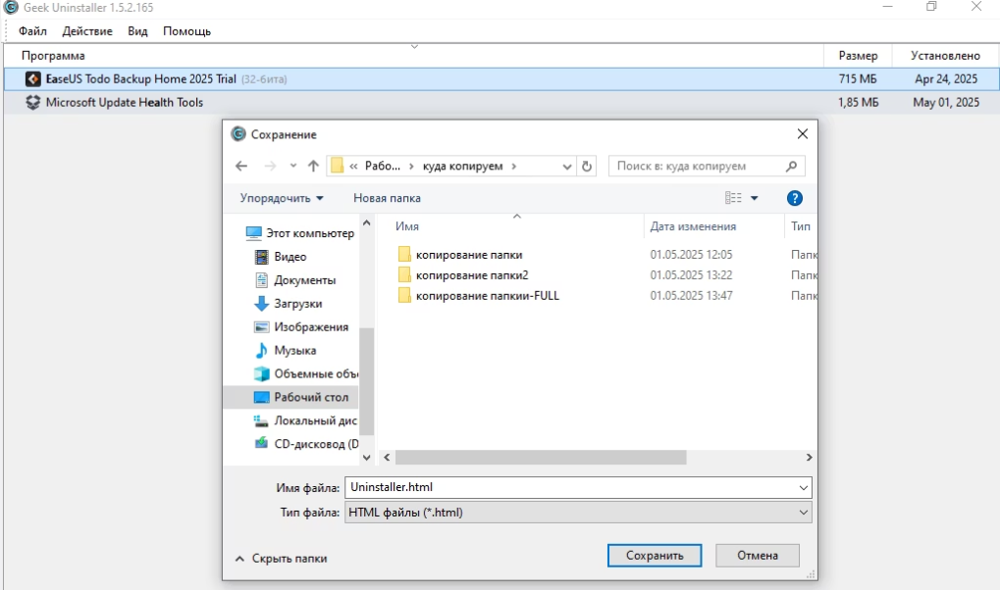 Geek Uninstaller 1.5.2.165
Файл Действие Вид Помощь
Программа Размер Установлено
EaseUS Todo Backup Home 2025 Trial (32-бита) 715 МБ Apr 24, 2025
Microsoft Update Health Tools 1,85 МБ May 01, 2025
Сохранение
« Рабо... › куда копируем › Поиск в: куда копируем
Упорядочить Новая папка
Этот компьютер
Видео
Документы
Загрузки
Изображения
Музыка
Объемные объ
Рабочий стол
Локальный дис
CD-дисковод (D
Имя Дата изменения Тип
копирование папки 01.05.2025 12:05 Папк
копирование папки2 01.05.2025 13:22 Папк
копирование папкии-FULL 01.05.2025 13:47 Папк
Имя файла: Uninstaller.html
Тип файла: HTML файлы (*.html)
Скрыть папки Сохранить Отмена